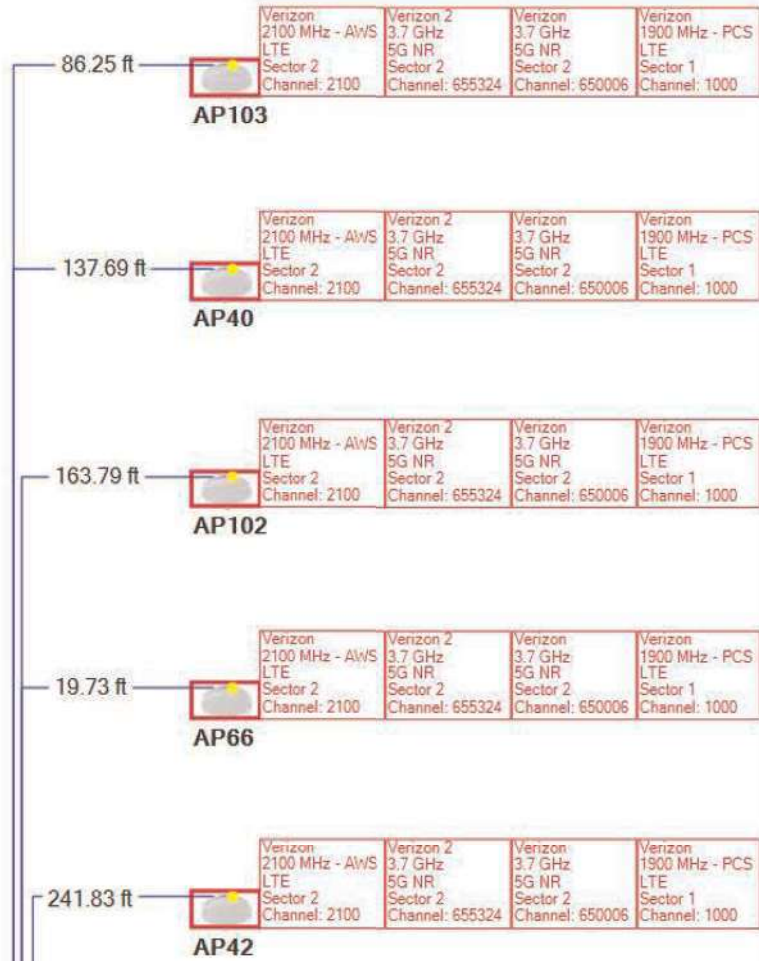 86.25 ft
Verizon
2100 MHz - AWS
LTE
Sector 2
Channel: 2100
Verizon 2
3.7 GHz
5G NR
Sector 2
Channel: 655324
Verizon
3.7 GHz
5G NR
Sector 2
Channel: 650006
Verizon
1900 MHz - PCS
LTE
Sector 1
Channel: 1000
AP103
137.69 ft
Verizon
2100 MHz - AWS
LTE
Sector 2
Channel: 2100
Verizon 2
3.7 GHz
5G NR
Sector 2
Channel: 655324
Verizon
3.7 GHz
5G NR
Sector 2
Channel: 650006
Verizon
1900 MHz - PCS
LTE
Sector 1
Channel: 1000
AP40
163.79 ft
Verizon
2100 MHz - AWS
LTE
Sector 2
Channel: 2100
Verizon 2
3.7 GHz
5G NR
Sector 2
Channel: 655324
Verizon
3.7 GHz
5G NR
Sector 2
Channel: 650006
Verizon
1900 MHz - PCS
LTE
Sector 1
Channel: 1000
AP102
19.73 ft
Verizon
2100 MHz - AWS
LTE
Sector 2
Channel: 2100
Verizon 2
3.7 GHz
5G NR
Sector 2
Channel: 655324
Verizon
3.7 GHz
5G NR
Sector 2
Channel: 650006
Verizon
1900 MHz - PCS
LTE
Sector 1
Channel: 1000
AP66
241.83 ft
Verizon
2100 MHz - AWS
LTE
Sector 2
Channel: 2100
Verizon 2
3.7 GHz
5G NR
Sector 2
Channel: 655324
Verizon
3.7 GHz
5G NR
Sector 2
Channel: 650006
Verizon
1900 MHz - PCS
LTE
Sector 1
Channel: 1000
AP42